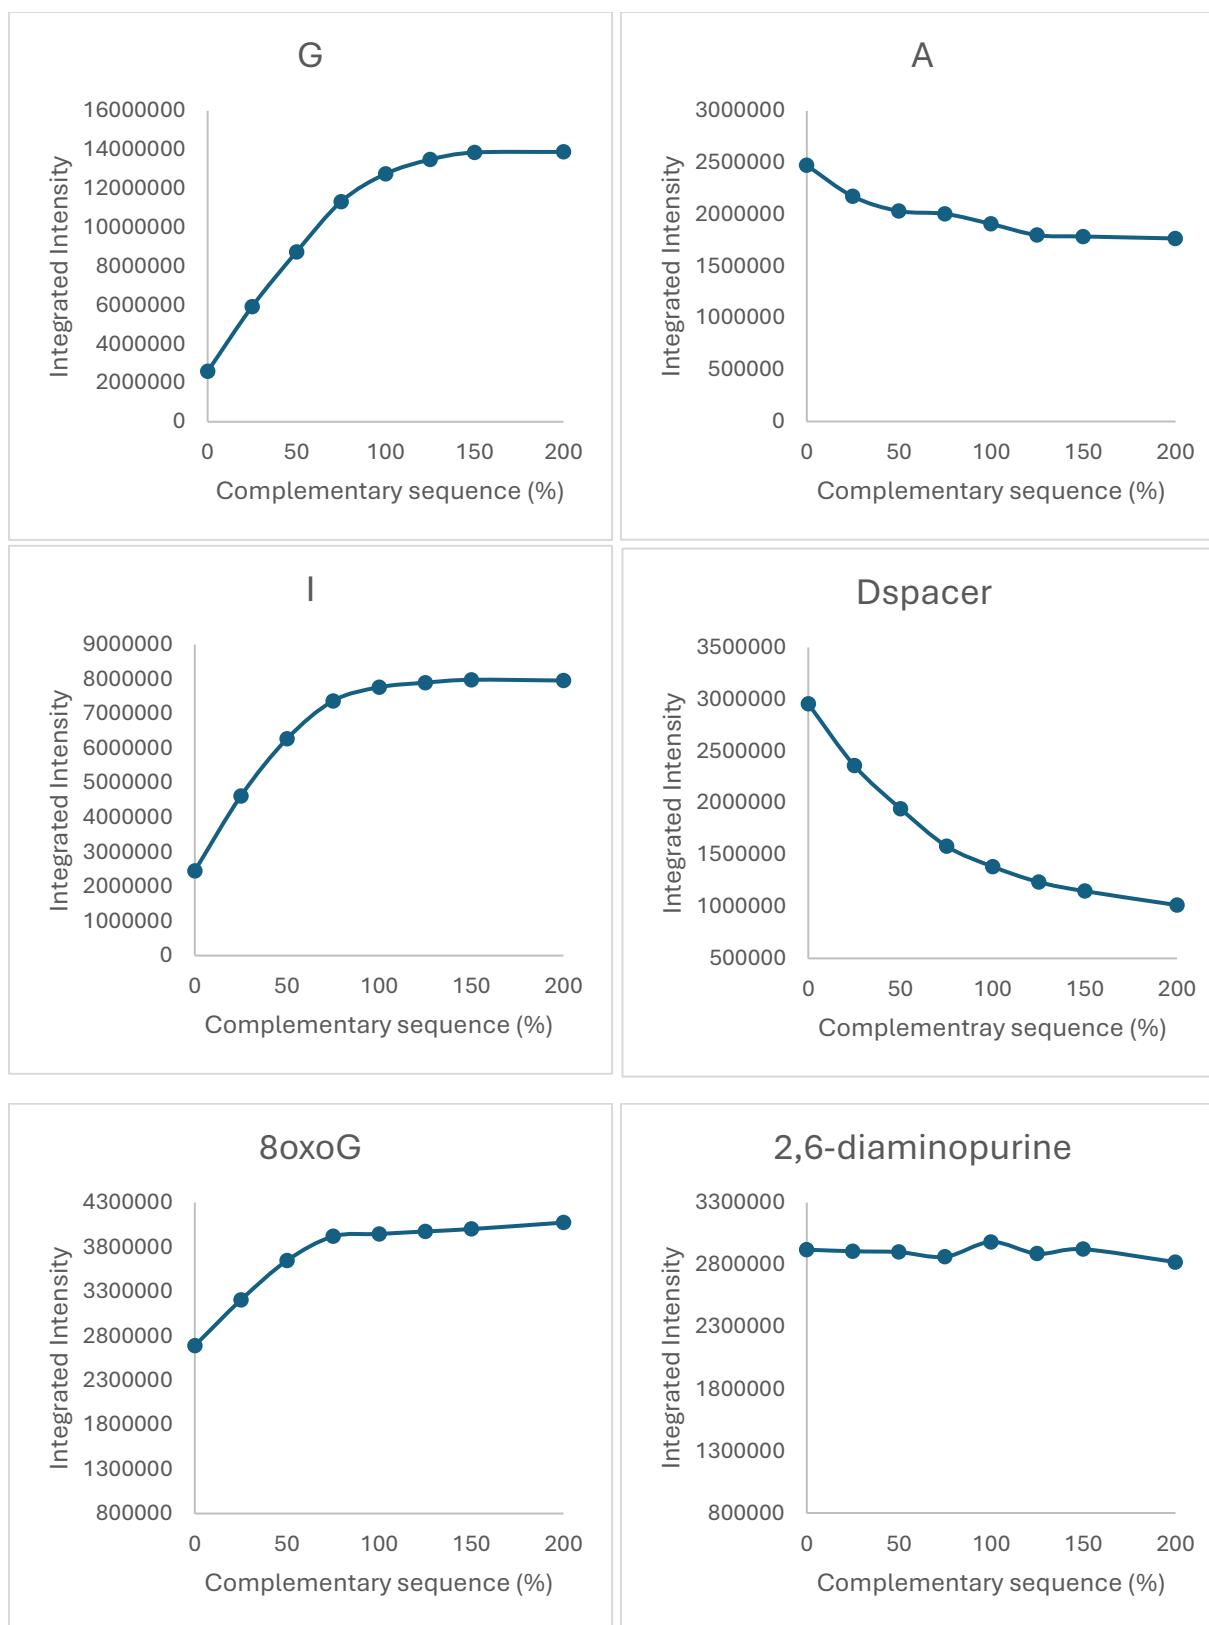 G
16000000
14000000
12000000
10000000
8000000
6000000
4000000
2000000
0
Integrated Intensity
0 50 100 150 200
Complementary sequence (%)
A
3000000
2500000
2000000
1500000
1000000
500000
0
Integrated Intensity
0 50 100 150 200
Complementary sequence (%)
I
9000000
8000000
7000000
6000000
5000000
4000000
3000000
2000000
1000000
0
Integrated Intensity
0 50 100 150 200
Complementary sequence (%)
Dspacer
3500000
3000000
2500000
2000000
1500000
1000000
500000
Integrated Intensity
0 50 100 150 200
Complementray sequence (%)
8oxoG
4300000
3800000
3300000
2800000
2300000
1800000
1300000
800000
Integrated Intensity
0 50 100 150 200
Complementary sequence (%)
2,6-diaminopurine
3300000
2800000
2300000
1800000
1300000
800000
Integrated Intensity
0 50 100 150 200
Complementary sequence (%)